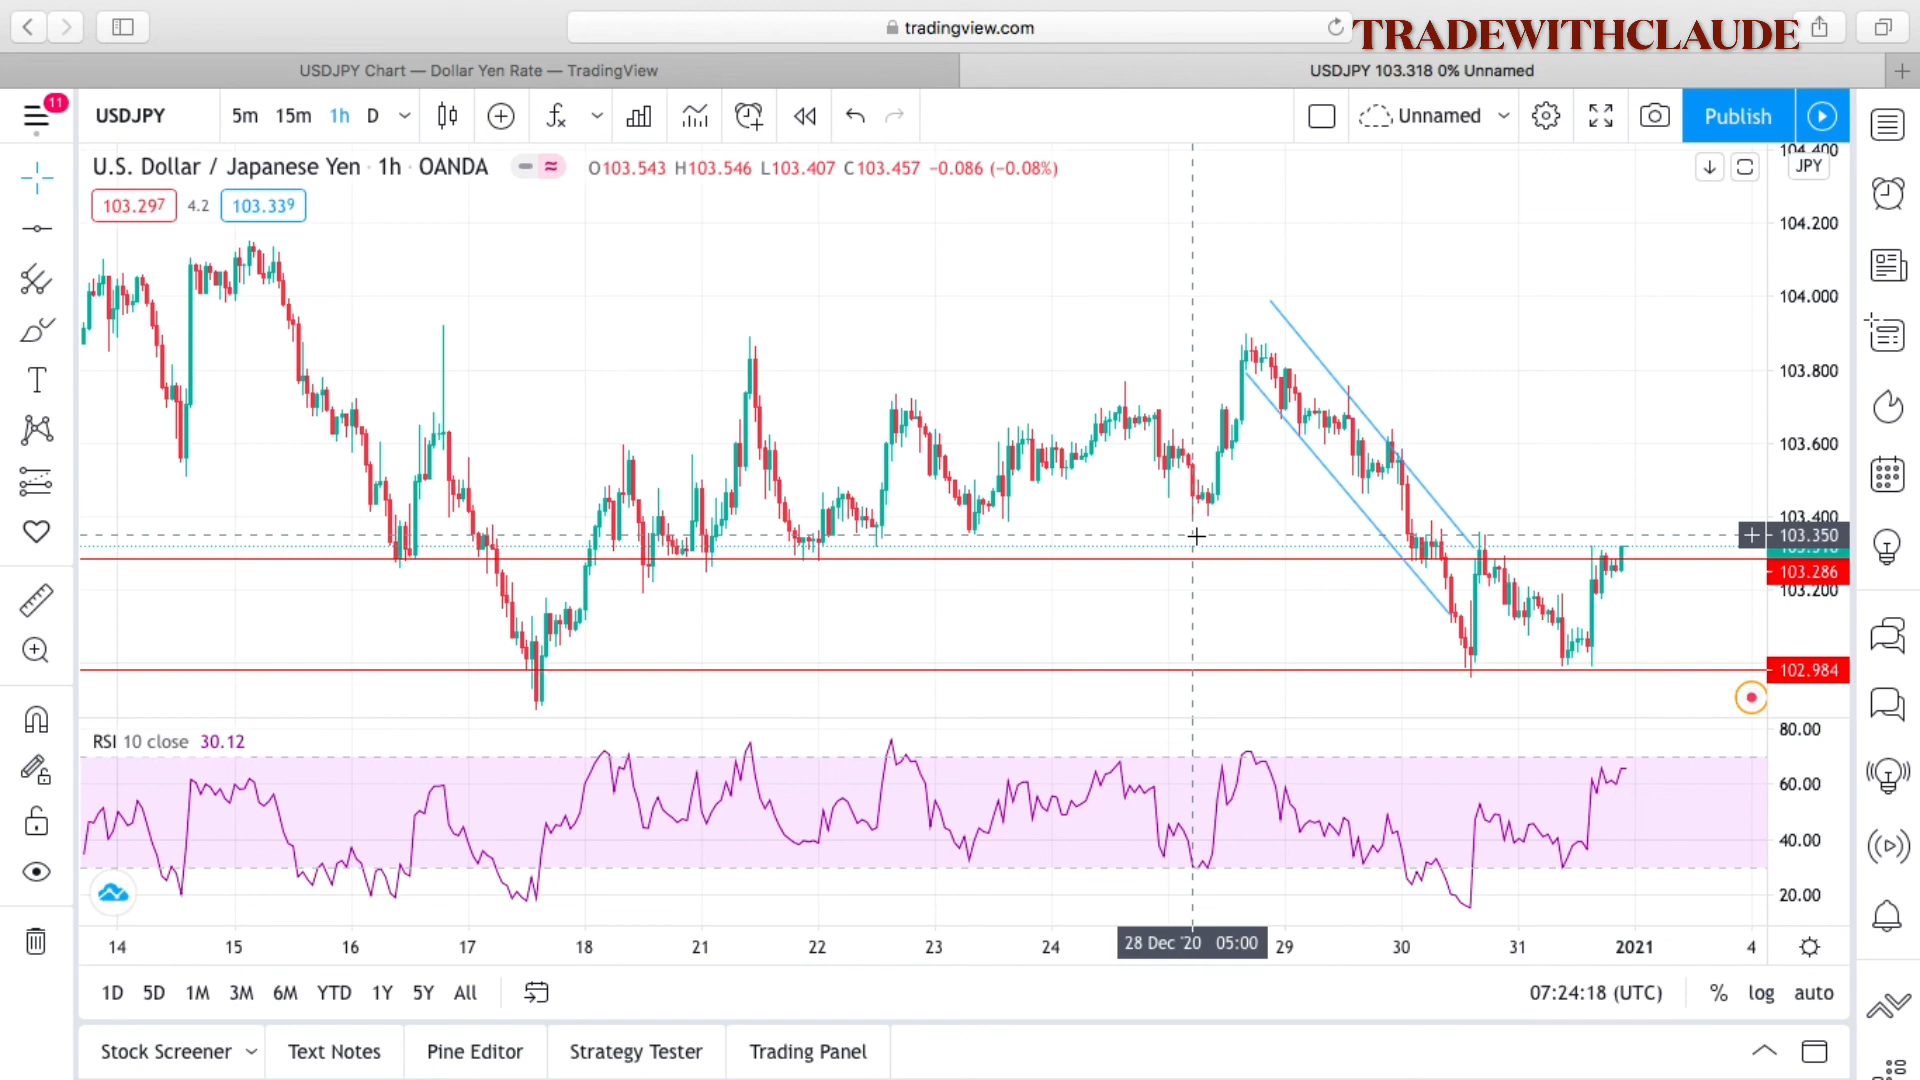 tradingview.com
TRADEWITHCLAUDE
USDJPY Chart — Dollar Yen Rate — TradingView
USDJPY 103.318 0% Unnamed
11
USDJPY 5m 15m 1h D Unnamed Publish
U.S. Dollar / Japanese Yen · 1h · OANDA O103.543 H103.546 L103.407 C103.457 −0.086 (−0.08%)
103.297 4.2 103.339
104.400
JPY
104.200
104.000
103.800
103.600
103.400
103.350
103.286
103.200
102.984
RSI 10 close 30.12
80.00
60.00
40.00
20.00
14 15 16 17 18 21 22 23 24 28 Dec '20 05:00 29 30 31 2021 4
1D 5D 1M 3M 6M YTD 1Y 5Y All 07:24:18 (UTC) % log auto
Stock Screener Text Notes Pine Editor Strategy Tester Trading Panel